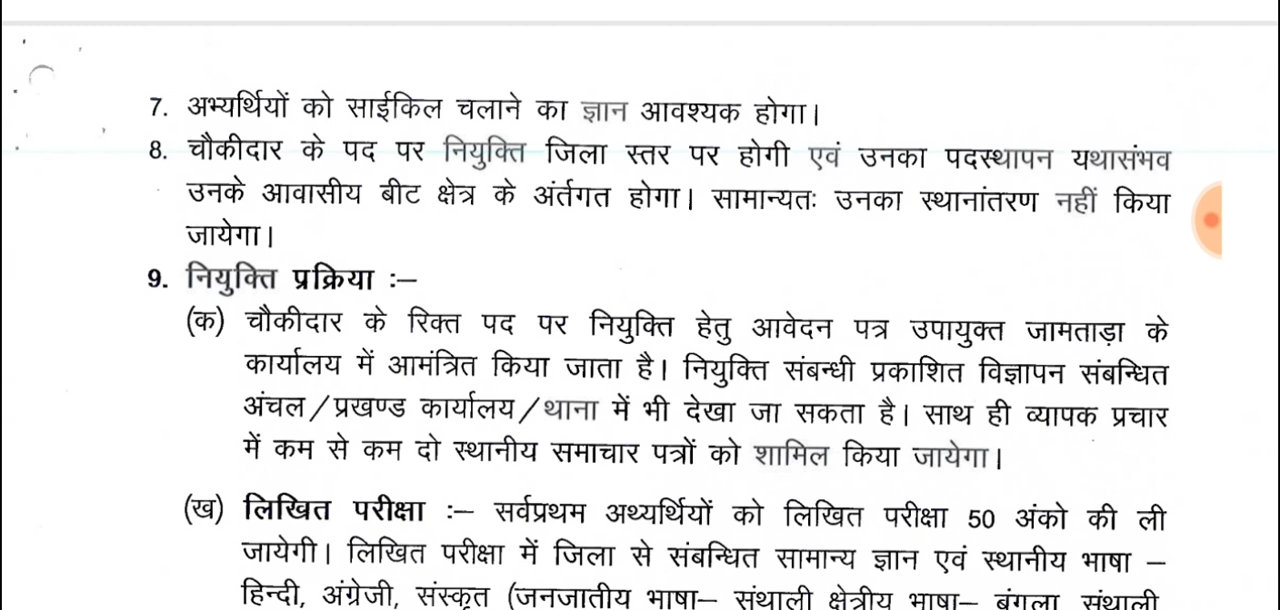 7. अभ्यर्थियों को साईकिल चलाने का ज्ञान आवश्यक होगा।
8. चौकीदार के पद पर नियुक्ति जिला स्तर पर होगी एवं उनका पदस्थापन यथासंभव
उनके आवासीय बीट क्षेत्र के अंर्तगत होगा। सामान्यतः उनका स्थानांतरण नहीं किया
जायेगा।
9. नियुक्ति प्रक्रिया :–
(क) चौकीदार के रिक्त पद पर नियुक्ति हेतु आवेदन पत्र उपायुक्त जामताड़ा के
कार्यालय में आमंत्रित किया जाता है। नियुक्ति संबन्धी प्रकाशित विज्ञापन संबन्धित
अंचल/प्रखण्ड कार्यालय/थाना में भी देखा जा सकता है। साथ ही व्यापक प्रचार
में कम से कम दो स्थानीय समाचार पत्रों को शामिल किया जायेगा।
(ख) लिखित परीक्षा :– सर्वप्रथम अथ्यर्थियों को लिखित परीक्षा 50 अंको की ली
जायेगी। लिखित परीक्षा में जिला से संबन्धित सामान्य ज्ञान एवं स्थानीय भाषा –
हिन्दी, अंग्रेजी, संस्कृत (जनजातीय भाषा– संथाली क्षेत्रीय भाषा– बंगला, संथाली,